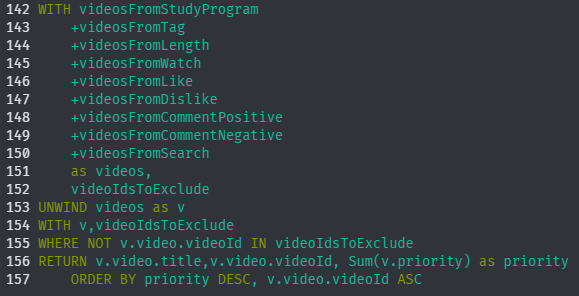 142 WITH videosFromStudyProgram
143     +videosFromTag
144     +videosFromLength
145     +videosFromWatch
146     +videosFromLike
147     +videosFromDislike
148     +videosFromCommentPositive
149     +videosFromCommentNegative
150     +videosFromSearch
151     as videos,
152     videoIdsToExclude
153 UNWIND videos as v
154 WITH v,videoIdsToExclude
155 WHERE NOT v.video.videoId IN videoIdsToExclude
156 RETURN v.video.title,v.video.videoId, Sum(v.priority) as priority
157     ORDER BY priority DESC, v.video.videoId ASC